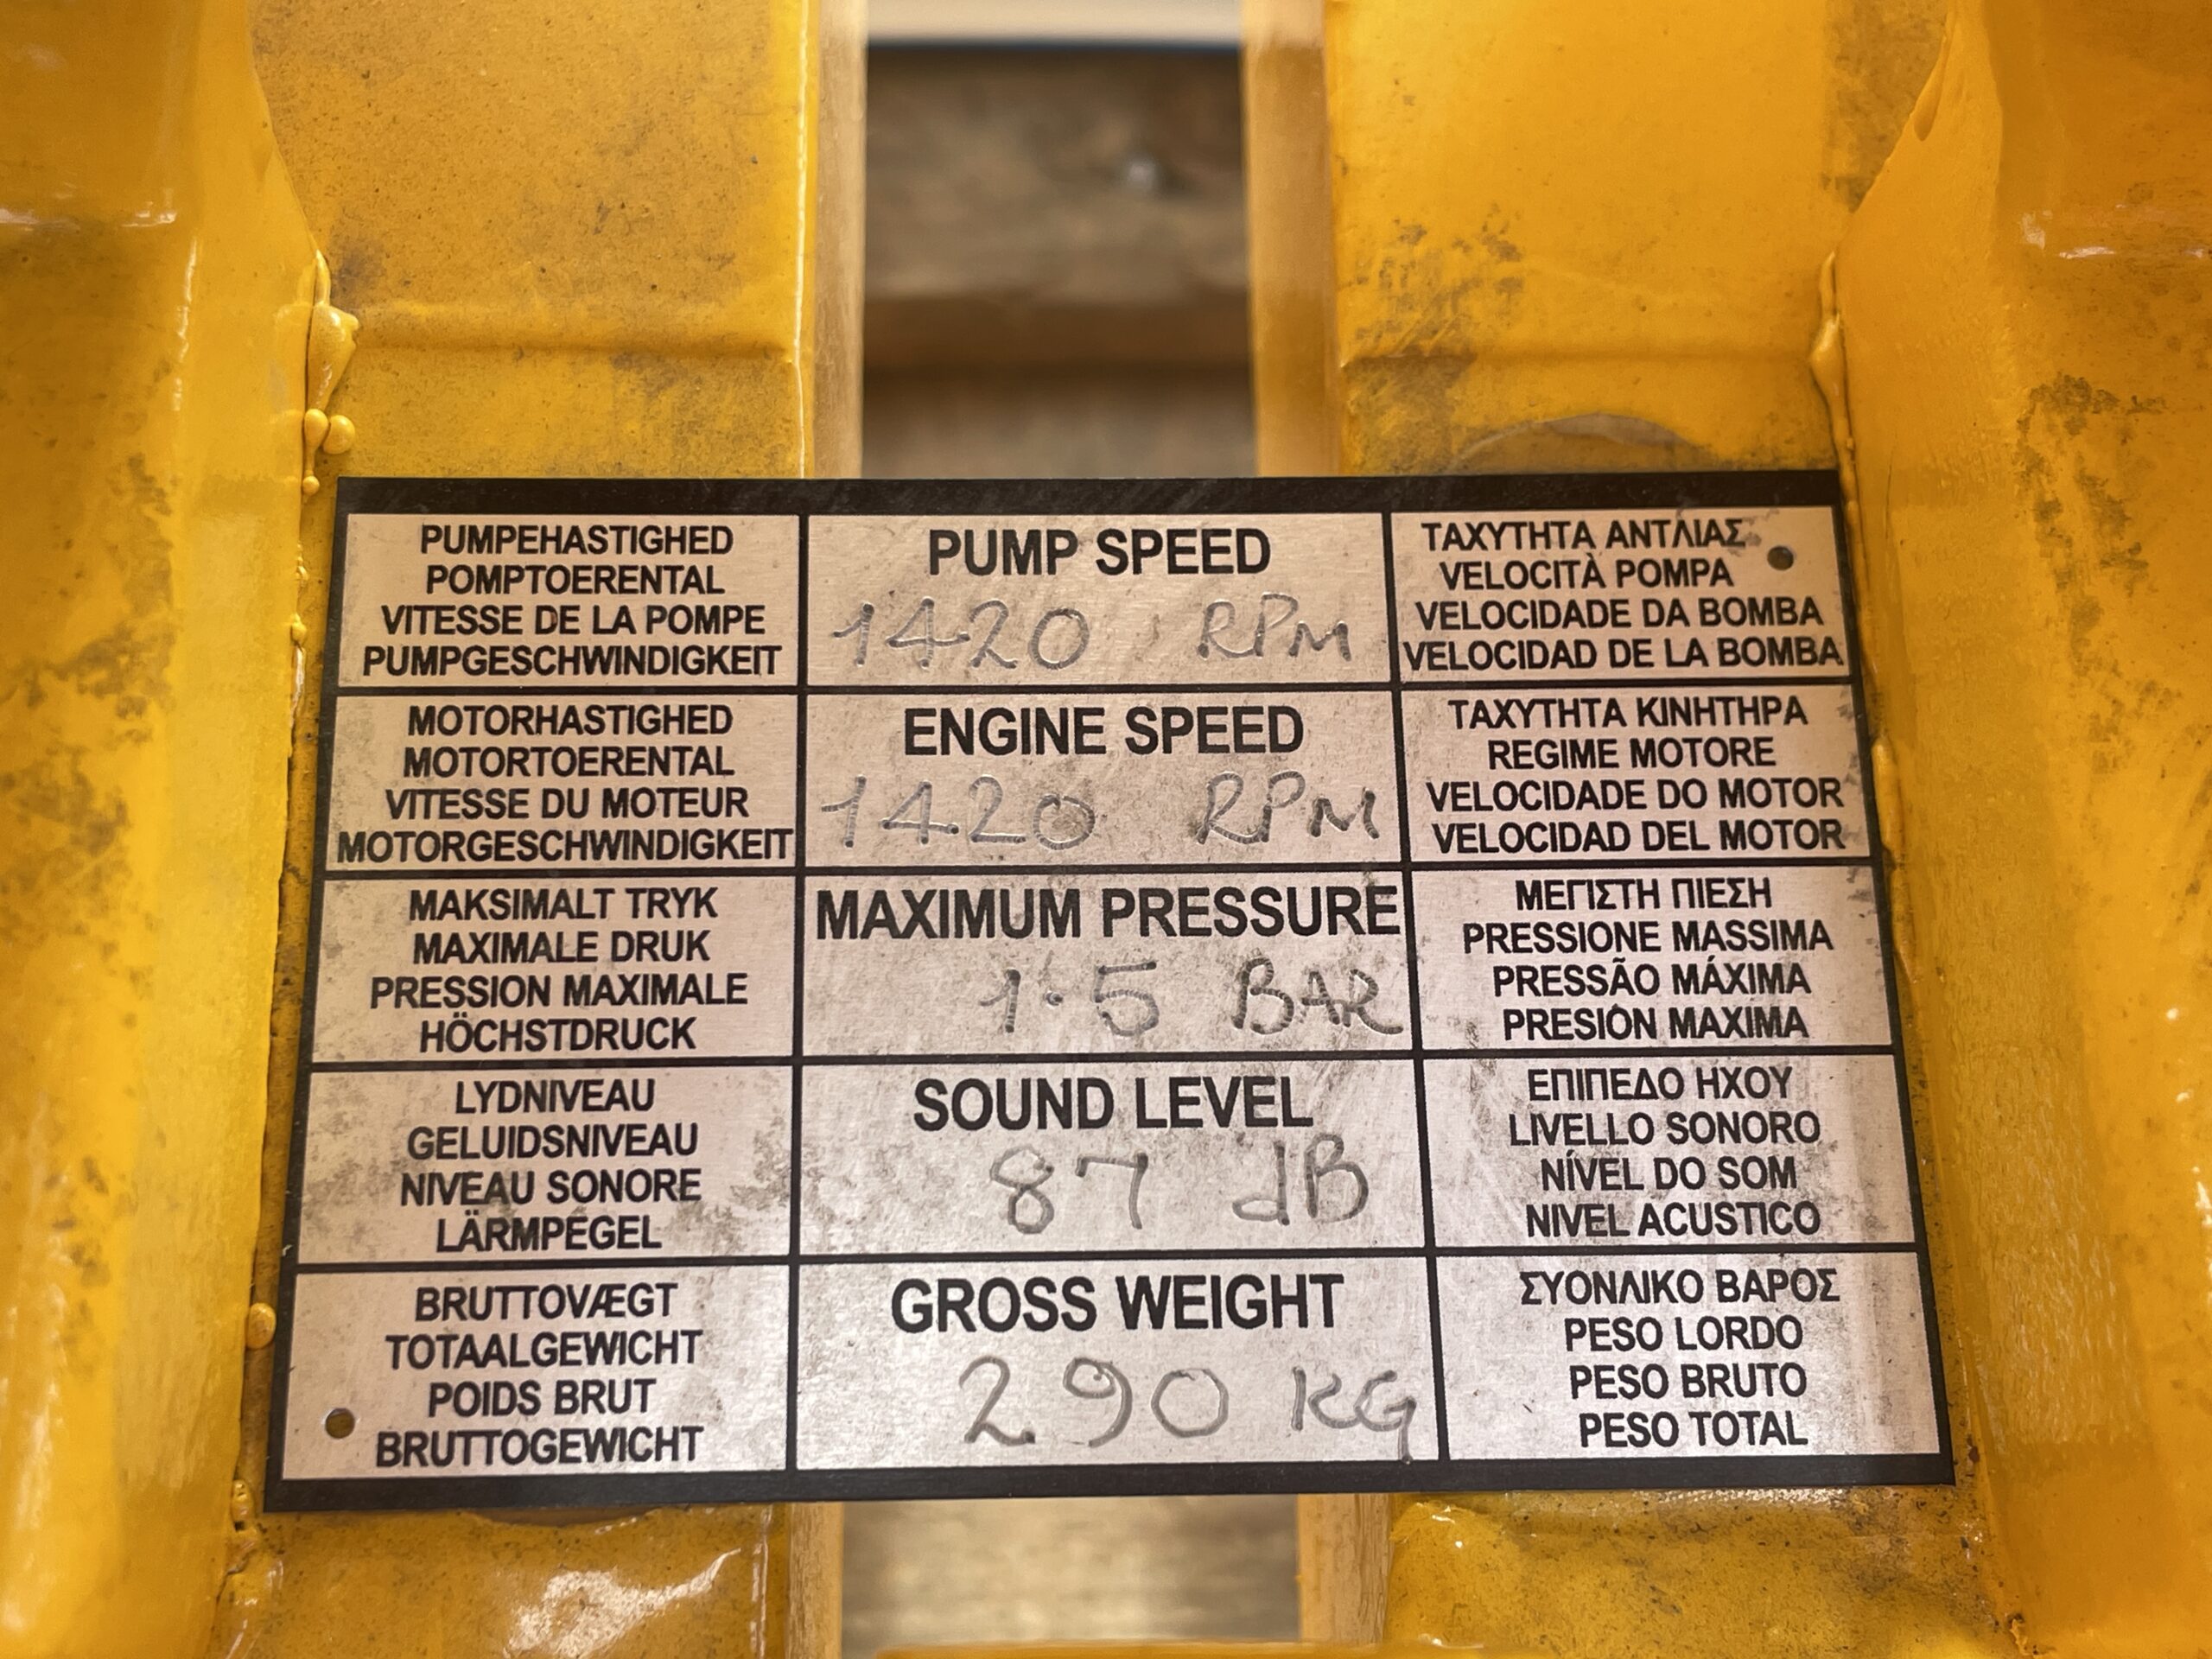 PUMPEHASTIGHED
POMPTOERENTAL
VITESSE DE LA POMPE
PUMPGESCHWINDIGKEIT
PUMP SPEED
1420 RPM
ΤΑΧΥΤΗΤΑ ΑΝΤΛΙΑΣ
VELOCITÀ POMPA
VELOCIDADE DA BOMBA
VELOCIDAD DE LA BOMBA
MOTORHASTIGHED
MOTORTOERENTAL
VITESSE DU MOTEUR
MOTORGESCHWINDIGKEIT
ENGINE SPEED
1420 RPM
ΤΑΧΥΤΗΤΑ ΚΙΝΗΤΗΡΑ
REGIME MOTORE
VELOCIDADE DO MOTOR
VELOCIDAD DEL MOTOR
MAKSIMALT TRYK
MAXIMALE DRUK
PRESSION MAXIMALE
HÖCHSTDRUCK
MAXIMUM PRESSURE
1.5 BAR
ΜΕΓΙΣΤΗ ΠΙΕΣΗ
PRESSIONE MASSIMA
PRESSÃO MÁXIMA
PRESIÓN MAXIMA
LYDNIVEAU
GELUIDSNIVEAU
NIVEAU SONORE
LÄRMPEGEL
SOUND LEVEL
87 dB
ΕΠΙΠΕΔΟ ΗΧΟΥ
LIVELLO SONORO
NÍVEL DO SOM
NIVEL ACUSTICO
BRUTTOVÆGT
TOTAALGEWICHT
POIDS BRUT
BRUTTOGEWICHT
GROSS WEIGHT
290 KG
ΣΥΟΝΛΙΚΟ ΒΑΡΟΣ
PESO LORDO
PESO BRUTO
PESO TOTAL